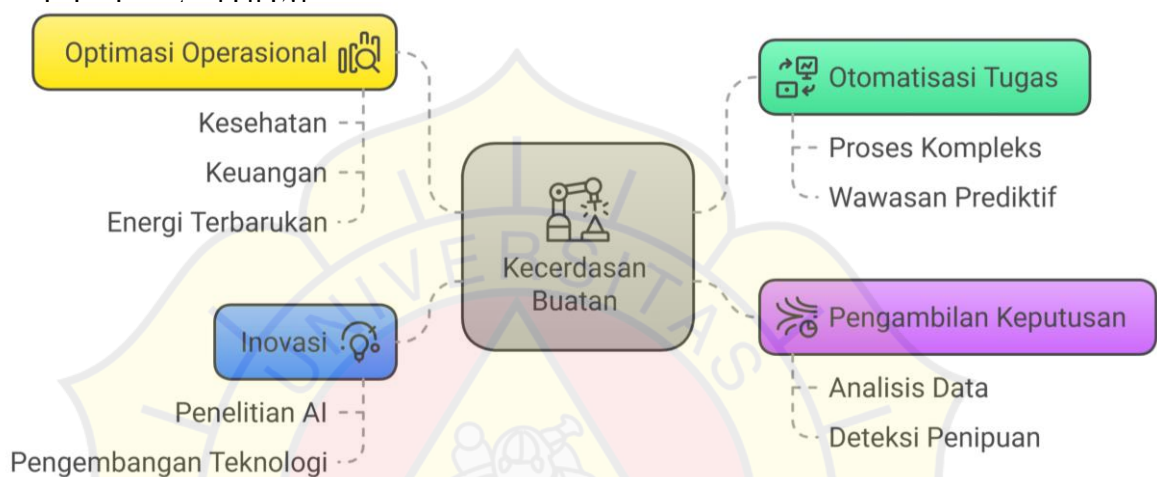 Optimasi Operasional
Kesehatan
Keuangan
Energi Terbarukan
Inovasi
Penelitian AI
Pengembangan Teknologi
Kecerdasan
Buatan
Otomatisasi Tugas
Proses Kompleks
Wawasan Prediktif
Pengambilan Keputusan
Analisis Data
Deteksi Penipuan
UNIVERSITAS